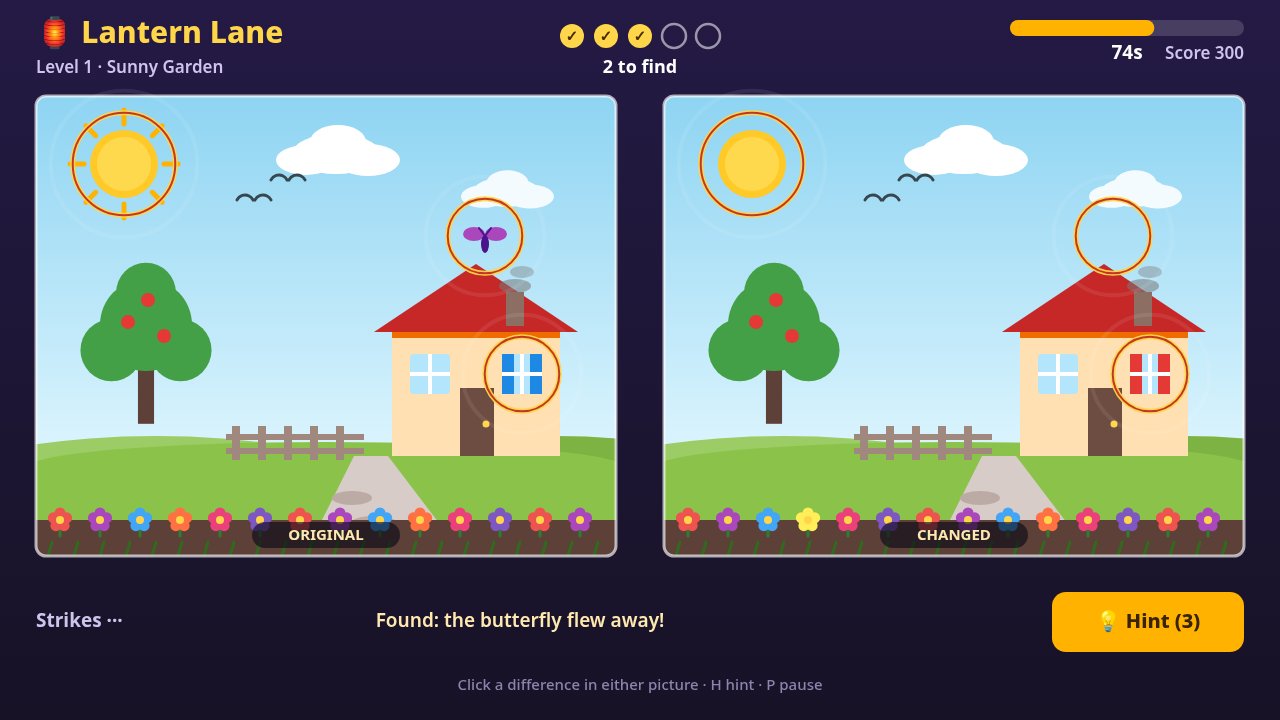 🏮 Lantern Lane
Level 1 · Sunny Garden
✓ ✓ ✓
2 to find
74s Score 300
ORIGINAL
CHANGED
Strikes ···
Found: the butterfly flew away!
💡 Hint (3)
Click a difference in either picture · H hint · P pause